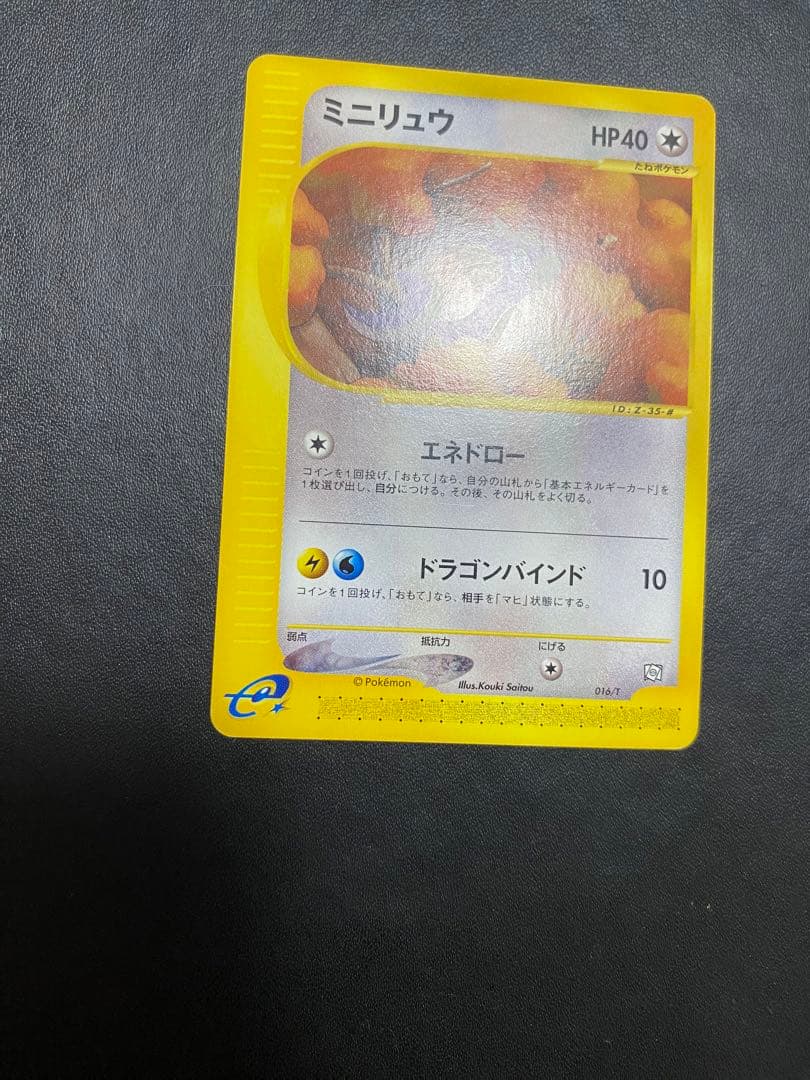 ミニリュウ
HP40
たねポケモン
ID:Z-35-#
エネドロー
コインを1回投げ、「おもて」なら、自分の山札から「基本エネルギーカード」を
1枚選び出し、自分につける。その後、その山札をよく切る。
ドラゴンバインド 10
コインを1回投げ、「おもて」なら、相手を「マヒ」状態にする。
弱点 抵抗力 にげる
©Pokémon
Illus.Kouki Saitou
016/T
e